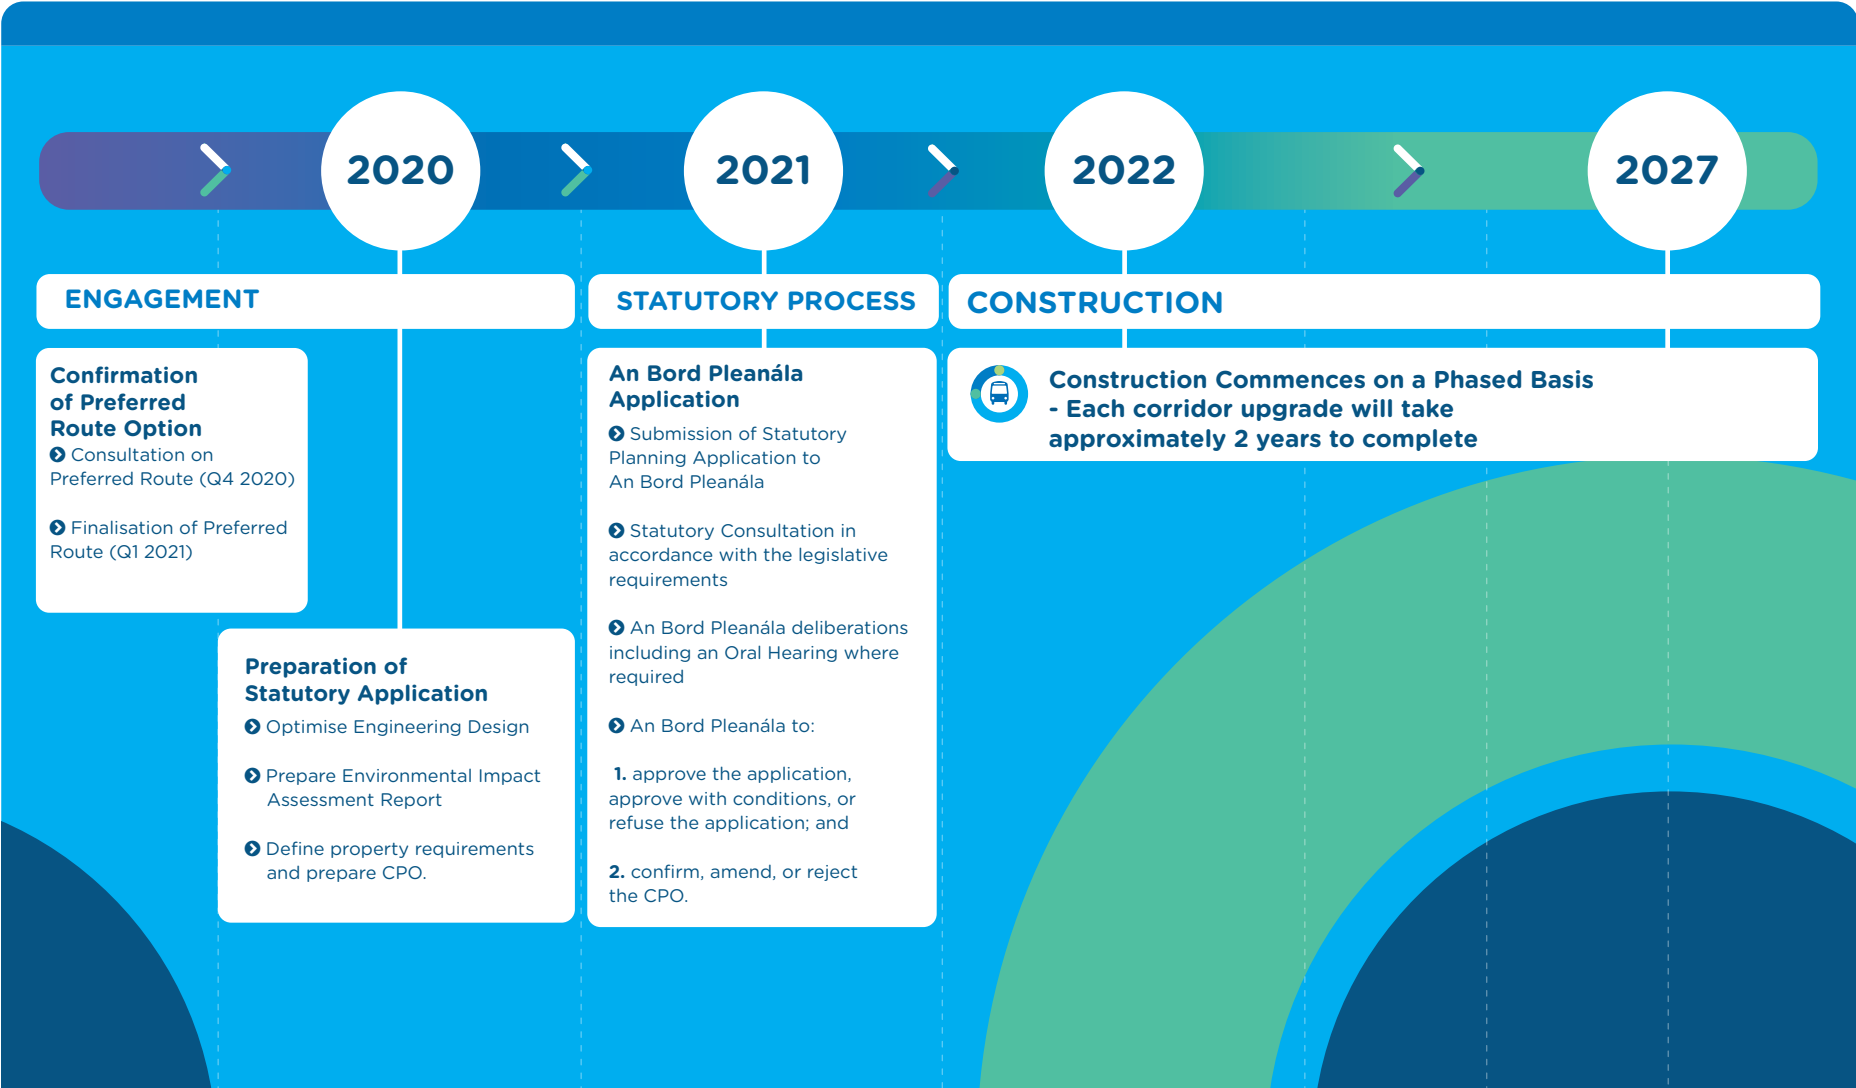 2020
2021
2022
2027
ENGAGEMENT
STATUTORY PROCESS
CONSTRUCTION
Confirmation
of Preferred
Route Option
Consultation on
Preferred Route (Q4 2020)
Finalisation of Preferred
Route (Q1 2021)
Preparation of
Statutory Application
Optimise Engineering Design
Prepare Environmental Impact
Assessment Report
Define property requirements
and prepare CPO.
An Bord Pleanála
Application
Submission of Statutory
Planning Application to
An Bord Pleanála
Statutory Consultation in
accordance with the legislative
requirements
An Bord Pleanála deliberations
including an Oral Hearing where
required
An Bord Pleanála to:
1. approve the application,
approve with conditions, or
refuse the application; and
2. confirm, amend, or reject
the CPO.
Construction Commences on a Phased Basis
- Each corridor upgrade will take
approximately 2 years to complete